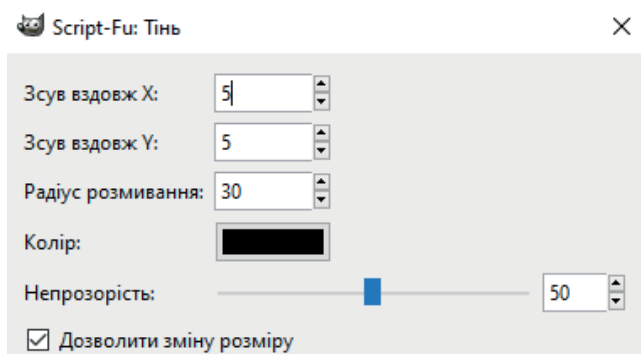 Script-Fu: Тінь
Зсув вздовж X: 5
Зсув вздовж Y: 5
Радіус розмивання: 30
Колір:
Непрозорість: 50
Дозволити зміну розміру